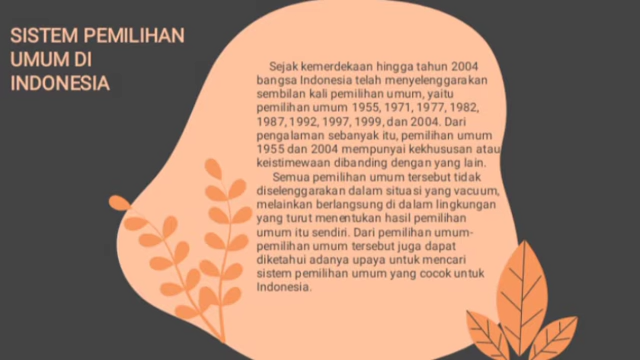 SISTEM PEMILIHAN
UMUM DI
INDONESIA
Sejak kemerdekaan hingga tahun 2004
bangsa Indonesia telah menyelenggarakan
sembilan kali pemilihan umum, yaitu
pemilihan umum 1955, 1971, 1977, 1982,
1987, 1992, 1997, 1999, dan 2004. Dari
pengalaman sebanyak itu, pemilihan umum
1955 dan 2004 mempunyai kekhususan atau
keistimewaan dibanding dengan yang lain.
Semua pemilihan umum tersebut tidak
diselenggarakan dalam situasi yang vacuum,
melainkan berlangsung di dalam lingkungan
yang turut menentukan hasil pemilihan
umum itu sendiri. Dari pemilihan umum-
pemilihan umum tersebut juga dapat
diketahui adanya upaya untuk mencari
sistem pemilihan umum yang cocok untuk
Indonesia.